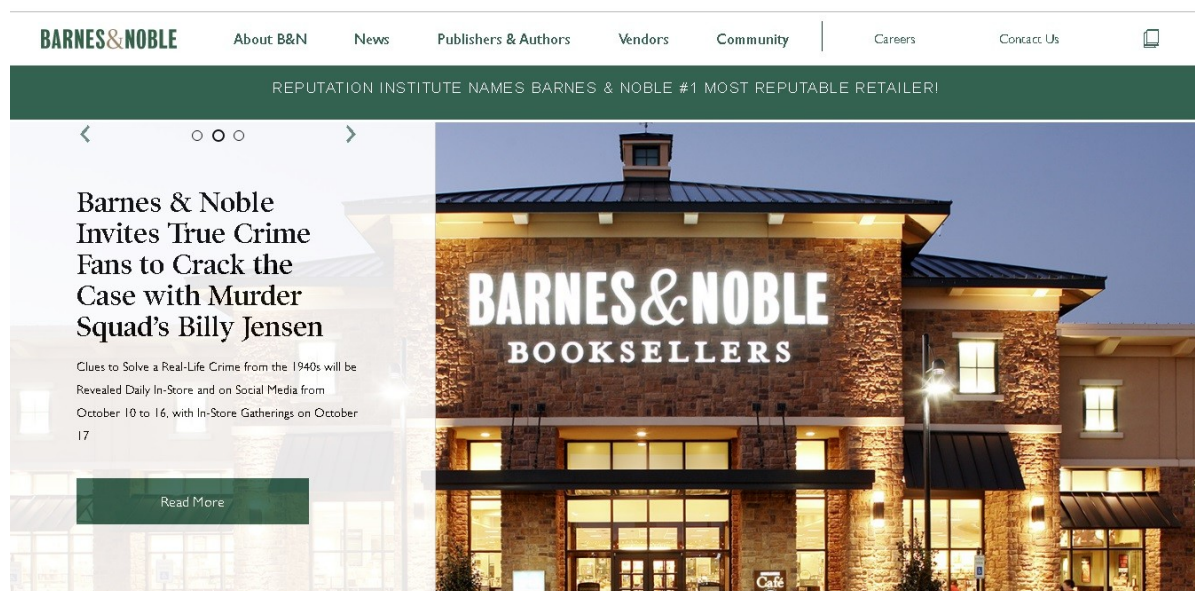 BARNES&NOBLE About B&N News Publishers & Authors Vendors Community Careers Contact Us
REPUTATION INSTITUTE NAMES BARNES & NOBLE #1 MOST REPUTABLE RETAILER!
Barnes & Noble
Invites True Crime
Fans to Crack the
Case with Murder
Squad's Billy Jensen
Clues to Solve a Real-Life Crime from the 1940s will be
Revealed Daily In-Store and on Social Media from
October 10 to 16, with In-Store Gatherings on October
17
Read More
BARNES&NOBLE
BOOKSELLERS
Café